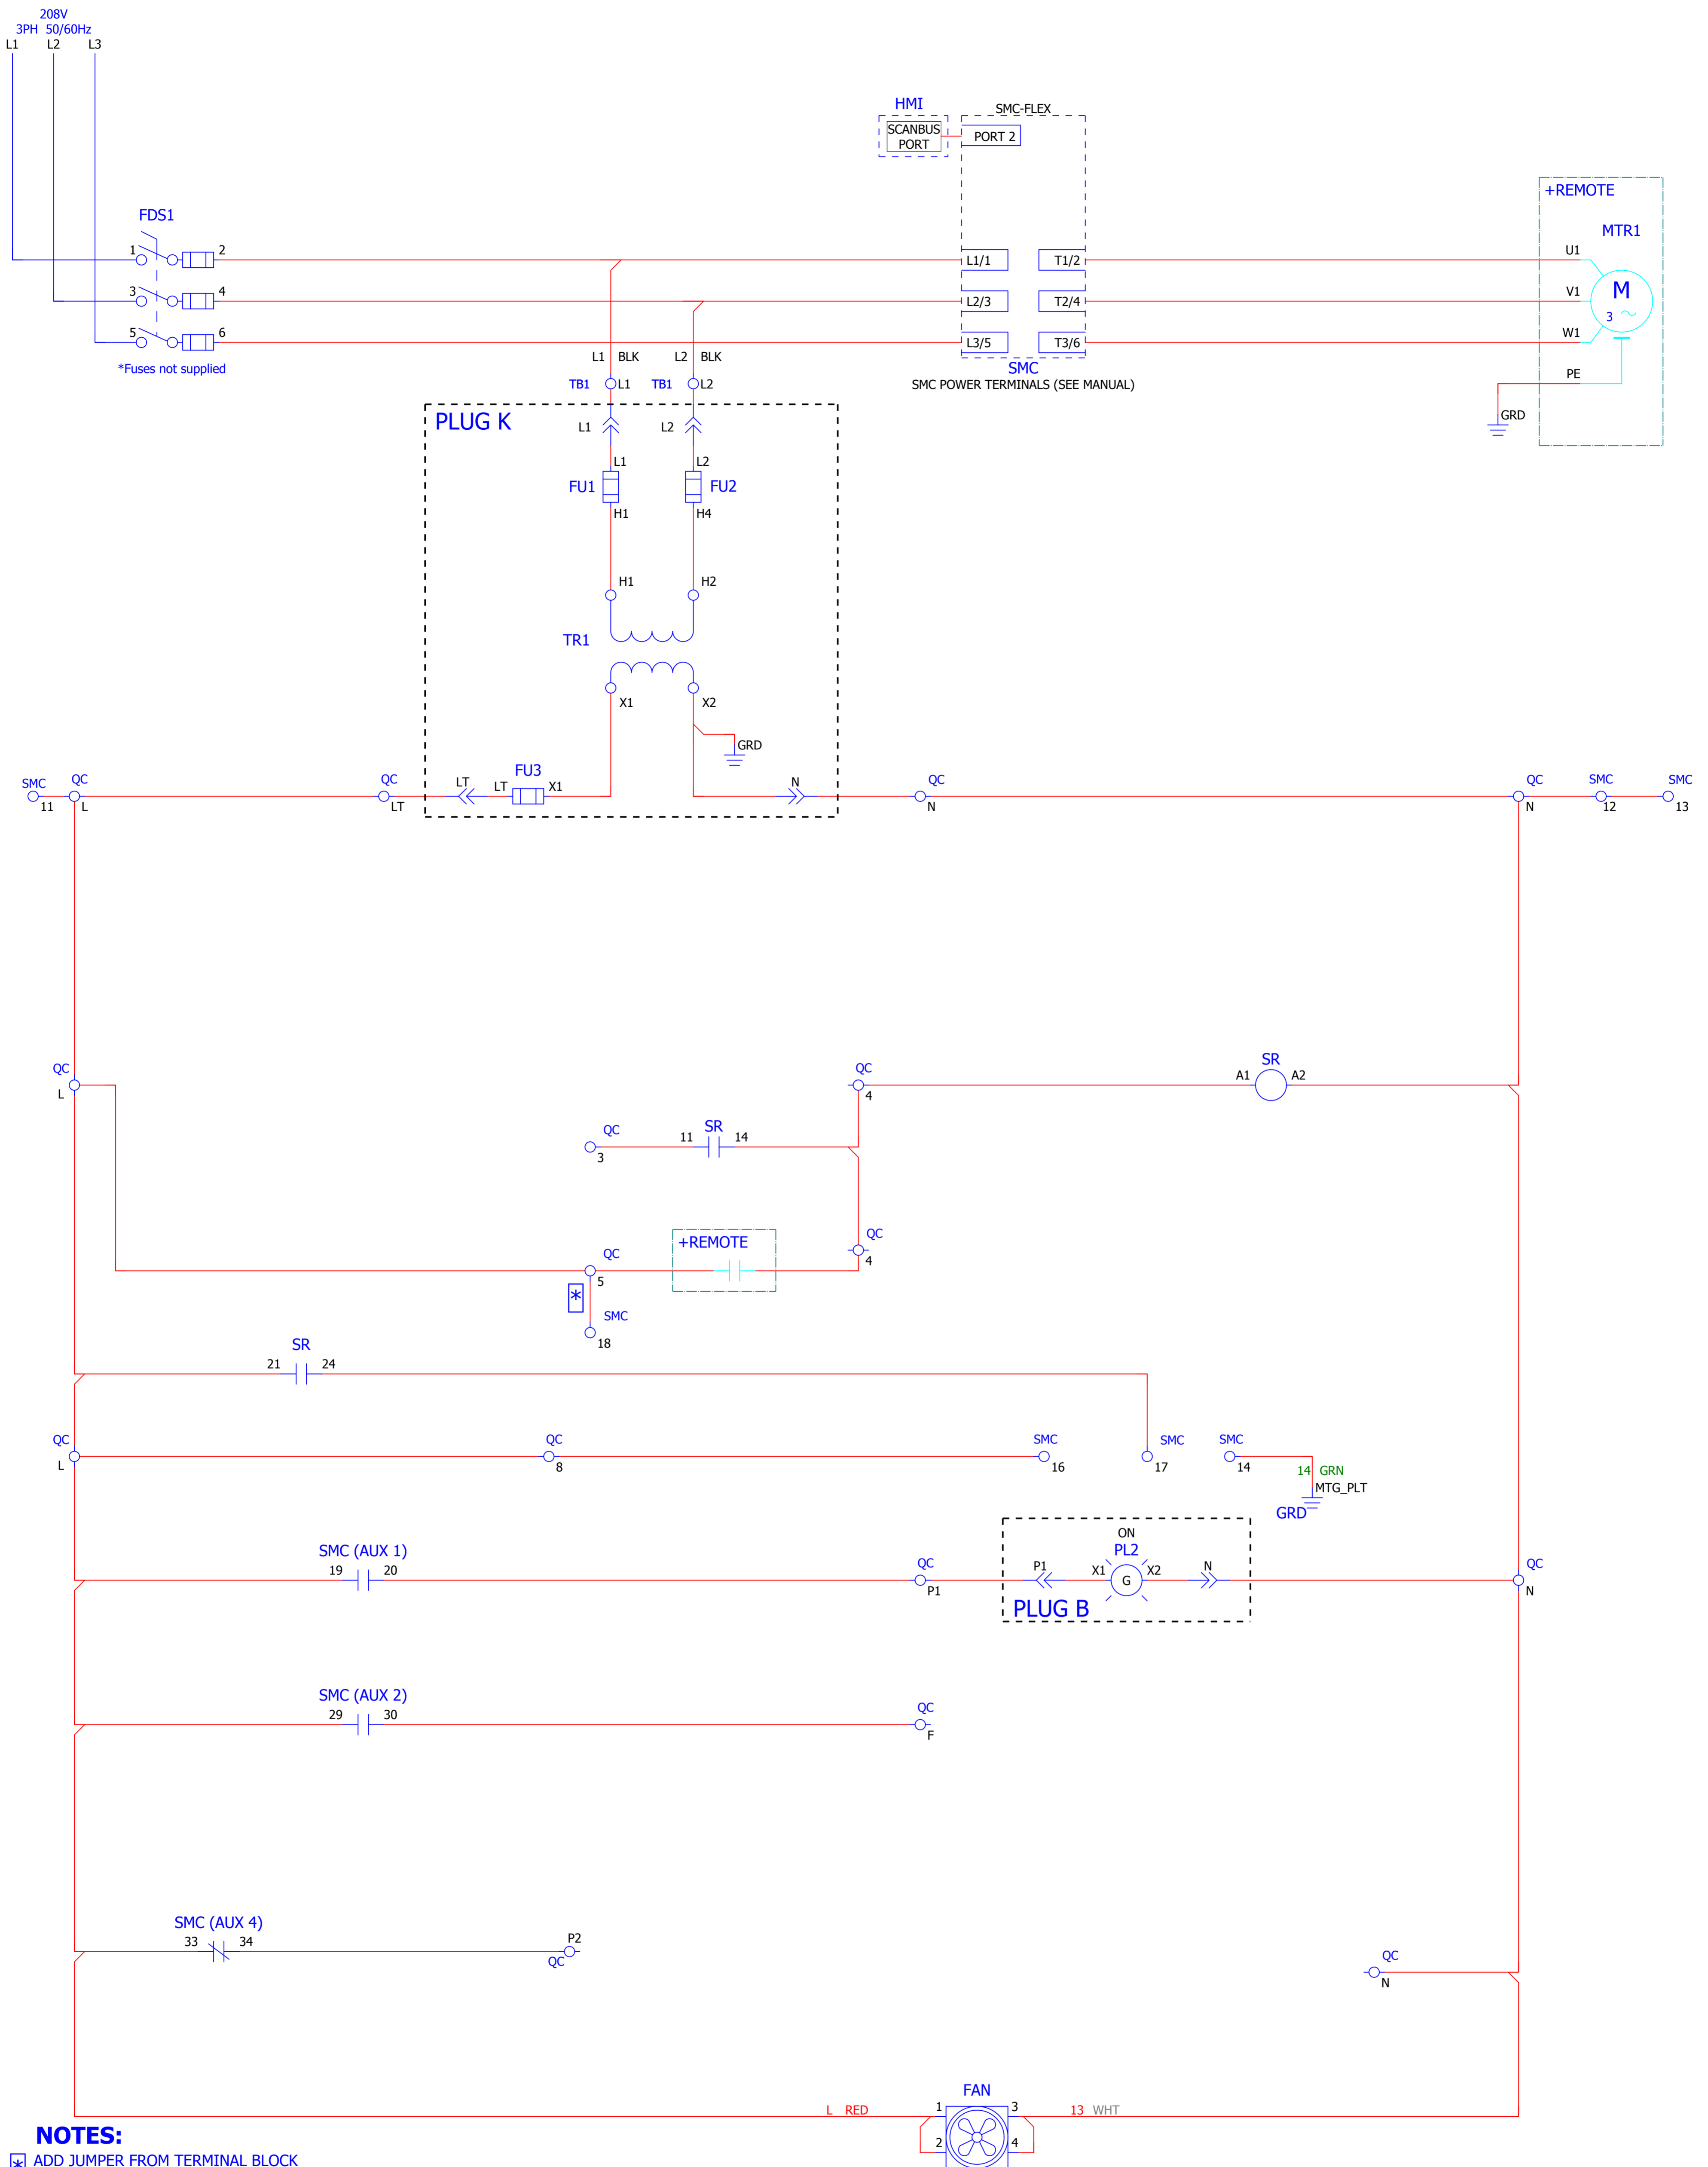 208V
3PH 50/60Hz
L1 L2 L3
HMI
SCANBUS
PORT
SMC-FLEX
PORT 2
+REMOTE
MTR1
FDS1
1 2
3 4
5 6
*Fuses not supplied
L1/1 T1/2
L2/3 T2/4
L3/5 T3/6
SMC
SMC POWER TERMINALS (SEE MANUAL)
U1
V1
W1
PE
M
3
GRD
L1 BLK L2 BLK
TB1 L1 TB1 L2
PLUG K
L1 L2
L1 L2
FU1 FU2
H1 H4
H1 H2
TR1
X1 X2
GRD
SMC QC QC LT LT FU3 X1 N QC QC SMC SMC
11 L LT N N 12 13
QC QC SR
L 4 A1 A2
QC SR
3 11 14
+REMOTE
QC QC
5 4
*
SMC
18
SR
21 24
QC QC SMC SMC SMC
L 8 16 17 14
14 GRN
MTG_PLT
GRD
SMC (AUX 1)
19 20
QC
P1
ON
PL2
P1 X1 G X2 N
PLUG B
QC
N
SMC (AUX 2)
29 30
QC
F
SMC (AUX 4)
33 34
P2
QC
QC
N
FAN
L RED 1 3 13 WHT
2 4
NOTES:
* ADD JUMPER FROM TERMINAL BLOCK